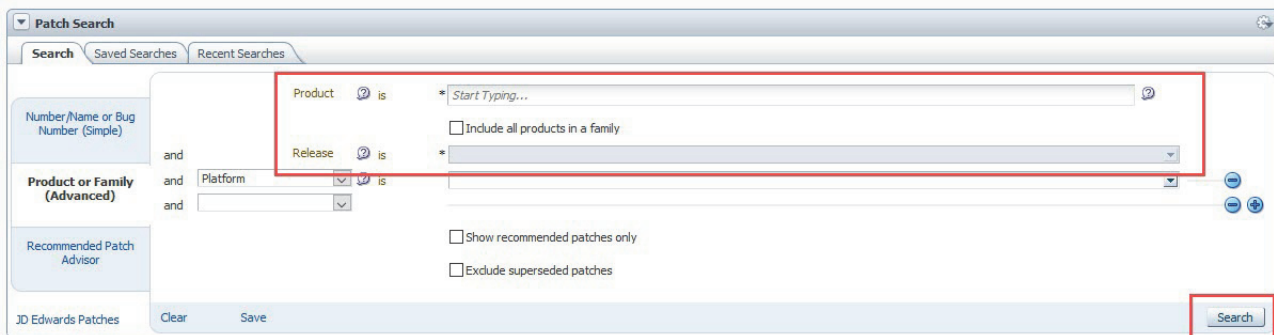 Patch Search
Search Saved Searches Recent Searches
Product is * Start Typing...
Number/Name or Bug
Number (Simple)
Include all products in a family
and Release is *
Product or Family
(Advanced)
and Platform is
and
Show recommended patches only
Recommended Patch
Advisor
Exclude superseded patches
JD Edwards Patches Clear Save Search